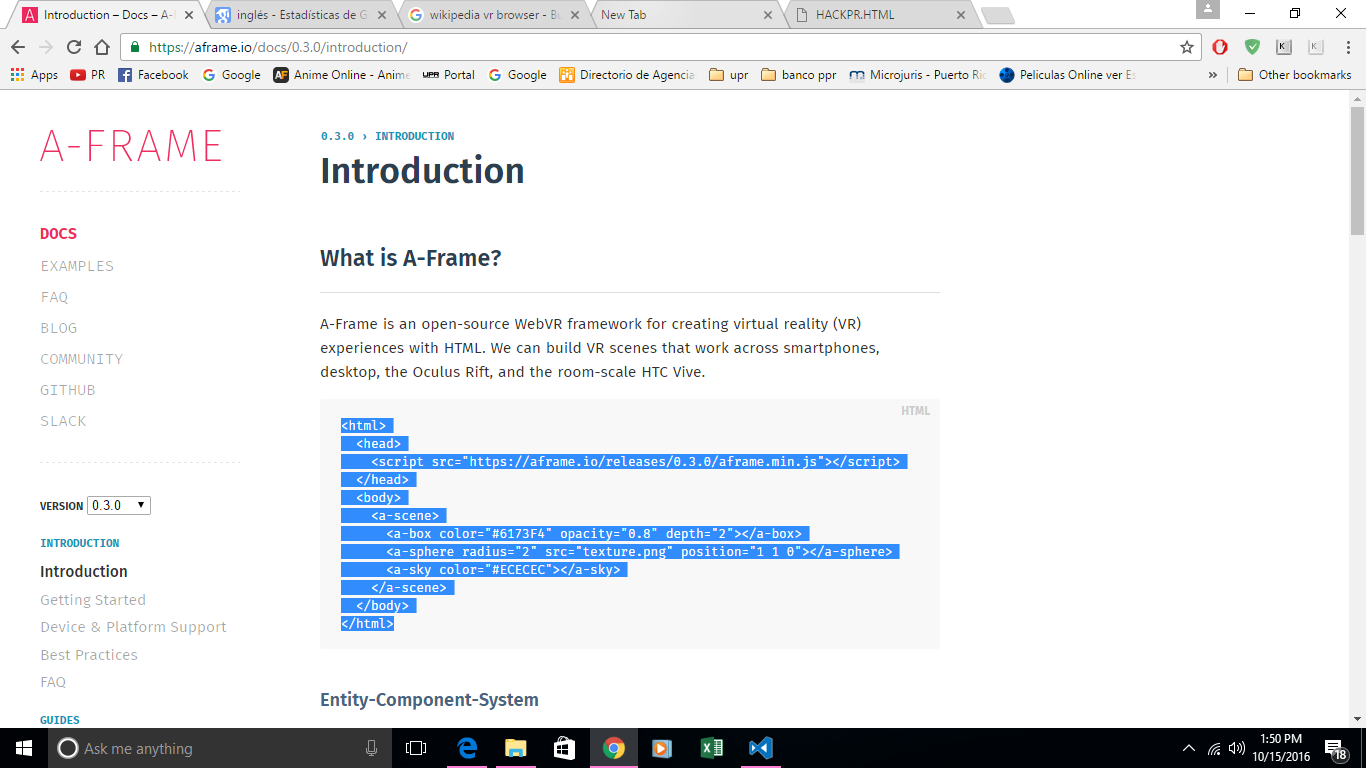 Introduction – Docs – A-
inglés - Estadísticas de G
wikipedia vr browser - Bu
New Tab
HACKPR.HTML
https://aframe.io/docs/0.3.0/introduction/
Apps
PR
Facebook
Google
Anime Online - Anime
upr Portal
Google
Directorio de Agencia
upr
banco ppr
Microjuris - Puerto Ric
Peliculas Online ver Es
»
Other bookmarks
A-FRAME
DOCS
EXAMPLES
FAQ
BLOG
COMMUNITY
GITHUB
SLACK
VERSION 0.3.0
INTRODUCTION
Introduction
Getting Started
Device & Platform Support
Best Practices
FAQ
GUIDES
0.3.0 › INTRODUCTION
Introduction
What is A-Frame?
A-Frame is an open-source WebVR framework for creating virtual reality (VR)
experiences with HTML. We can build VR scenes that work across smartphones,
desktop, the Oculus Rift, and the room-scale HTC Vive.
HTML
<html>
  <head>
    <script src="https://aframe.io/releases/0.3.0/aframe.min.js"></script>
  </head>
  <body>
    <a-scene>
      <a-box color="#6173F4" opacity="0.8" depth="2"></a-box>
      <a-sphere radius="2" src="texture.png" position="1 1 0"></a-sphere>
      <a-sky color="#ECECEC"></a-sky>
    </a-scene>
  </body>
</html>
Entity-Component-System
Ask me anything
1:50 PM
10/15/2016
18